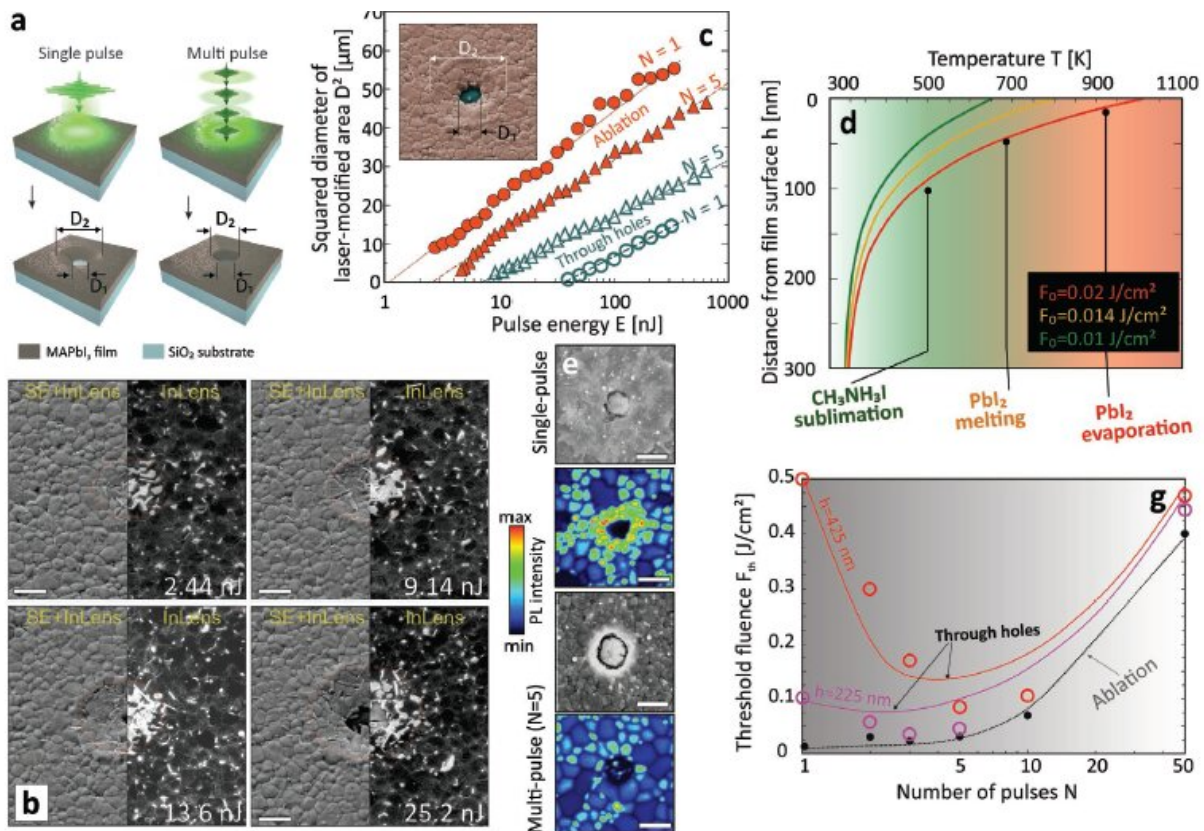 a
Single pulse
Multi pulse
D₂
D₁
D₂
D₁
MAPbI₃ film
SiO₂ substrate
c
Squared diameter of
laser-modified area D² [μm]
70
60
50
40
30
20
10
0
D₂
D₁
N = 1
N = 5
Ablation
N = 5
N = 1
Through holes
1
10
100
1000
Pulse energy E [nJ]
d
Temperature T [K]
300
500
700
900
1100
Distance from film surface h [nm]
0
100
200
300
F₀=0.02 J/cm²
F₀=0.014 J/cm²
F₀=0.01 J/cm²
CH₃NH₃I
sublimation
PbI₂
melting
PbI₂
evaporation
b
SE+InLens
InLens
2.44 nJ
SE+InLens
InLens
9.14 nJ
SE+InLens
InLens
13.6 nJ
SE+InLens
InLens
25.2 nJ
e
Single-pulse
Multi-pulse (N=5)
max
PL intensity
min
g
Threshold fluence Fth [J/cm²]
0.5
0.4
0.3
0.2
0.1
0
h=425 nm
h=225 nm
Through holes
Ablation
1
5
10
20
50
Number of pulses N